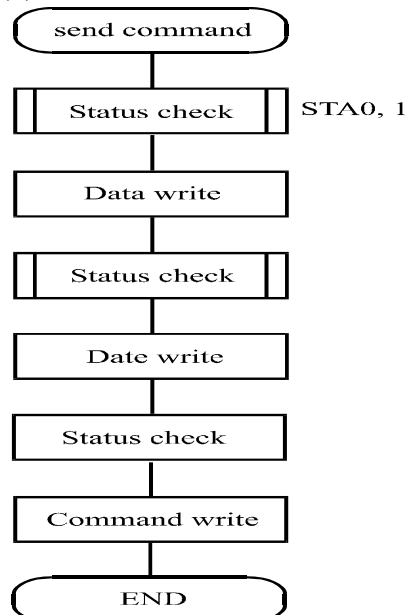 send command
Status check
STA0, 1
Data write
Status check
Date write
Status check
Command write
END